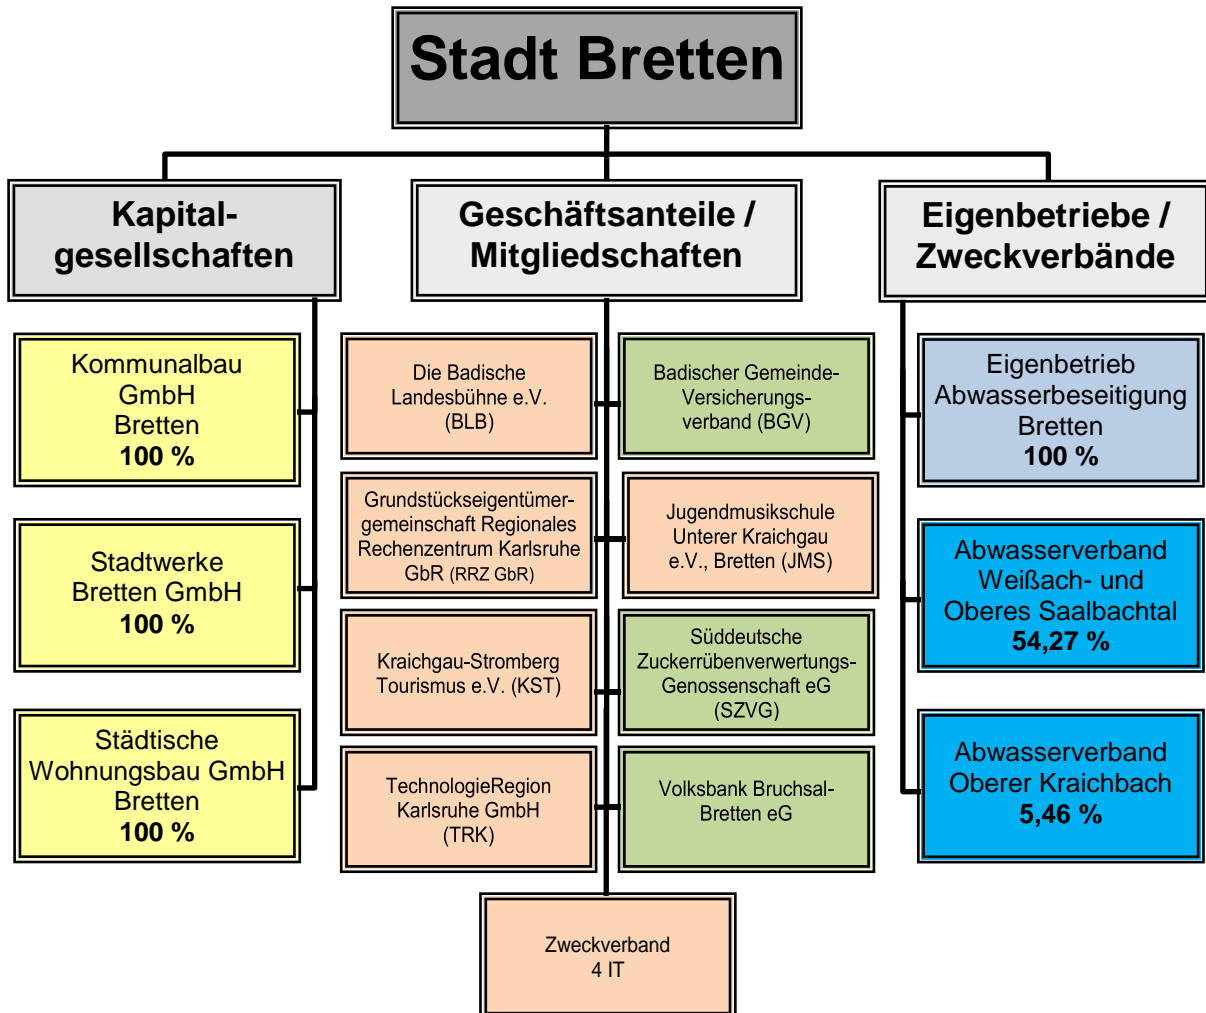 Stadt Bretten
Kapital-
gesellschaften
Geschäftsanteile /
Mitgliedschaften
Eigenbetriebe /
Zweckverbände
Kommunalbau
GmbH
Bretten
100 %
Stadtwerke
Bretten GmbH
100 %
Städtische
Wohnungsbau GmbH
Bretten
100 %
Die Badische
Landesbühne e.V.
(BLB)
Badischer Gemeinde-
Versicherungs-
verband (BGV)
Grundstückseigentümer-
gemeinschaft Regionales
Rechenzentrum Karlsruhe
GbR (RRZ GbR)
Jugendmusikschule
Unterer Kraichgau
e.V., Bretten (JMS)
Kraichgau-Stromberg
Tourismus e.V. (KST)
Süddeutsche
Zuckerrübenverwertungs-
Genossenschaft eG
(SZVG)
TechnologieRegion
Karlsruhe GmbH
(TRK)
Volksbank Bruchsal-
Bretten eG
Zweckverband
4 IT
Eigenbetrieb
Abwasserbeseitigung
Bretten
100 %
Abwasserverband
Weißach- und
Oberes Saalbachtal
54,27 %
Abwasserverband
Oberer Kraichbach
5,46 %